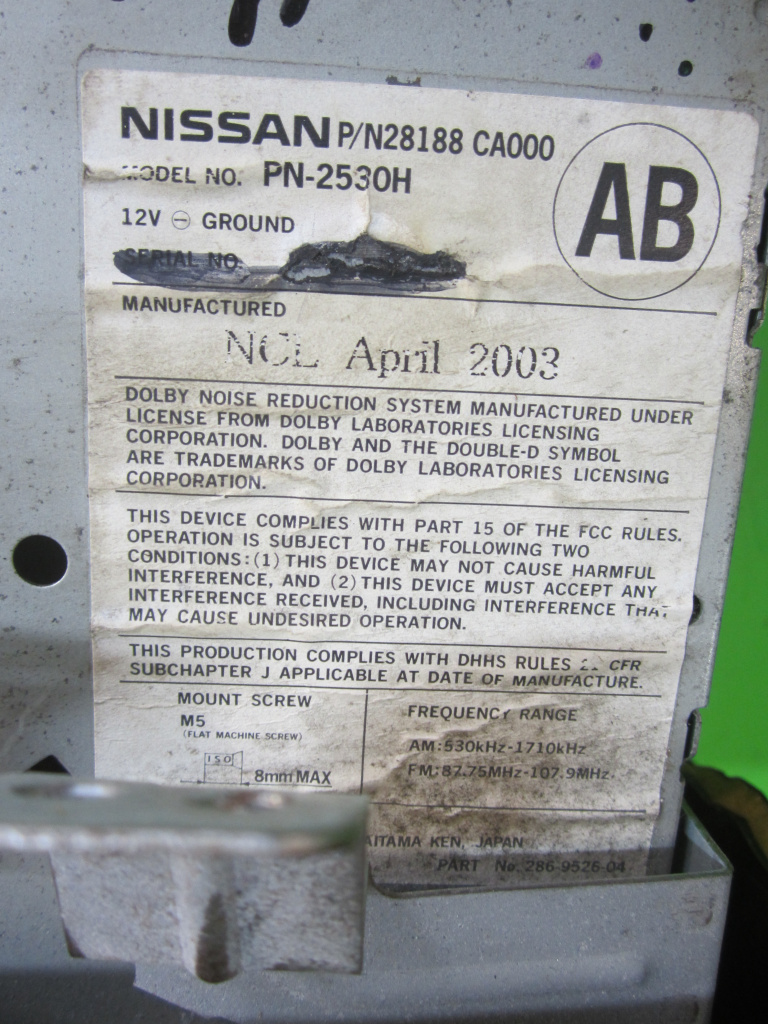 NISSAN P/N28188 CA000
AB
MODEL NO. PN-2530H
12V ⊖ GROUND
SERIAL NO.
MANUFACTURED
NCL April 2003
DOLBY NOISE REDUCTION SYSTEM MANUFACTURED UNDER
LICENSE FROM DOLBY LABORATORIES LICENSING
CORPORATION. DOLBY AND THE DOUBLE-D SYMBOL
ARE TRADEMARKS OF DOLBY LABORATORIES LICENSING
CORPORATION.
THIS DEVICE COMPLIES WITH PART 15 OF THE FCC RULES.
OPERATION IS SUBJECT TO THE FOLLOWING TWO
CONDITIONS:(1) THIS DEVICE MAY NOT CAUSE HARMFUL
INTERFERENCE, AND (2) THIS DEVICE MUST ACCEPT ANY
INTERFERENCE RECEIVED, INCLUDING INTERFERENCE THAT
MAY CAUSE UNDESIRED OPERATION.
THIS PRODUCTION COMPLIES WITH DHHS RULES CFR
SUBCHAPTER J APPLICABLE AT DATE OF MANUFACTURE.
MOUNT SCREW
M5
(FLAT MACHINE SCREW)
ISO
8mm MAX
FREQUENCY RANGE
AM:530kHz-1710kHz
FM:87.75MHz-107.9MHz
AITAMA KEN, JAPAN
PART No. 286-9526-04